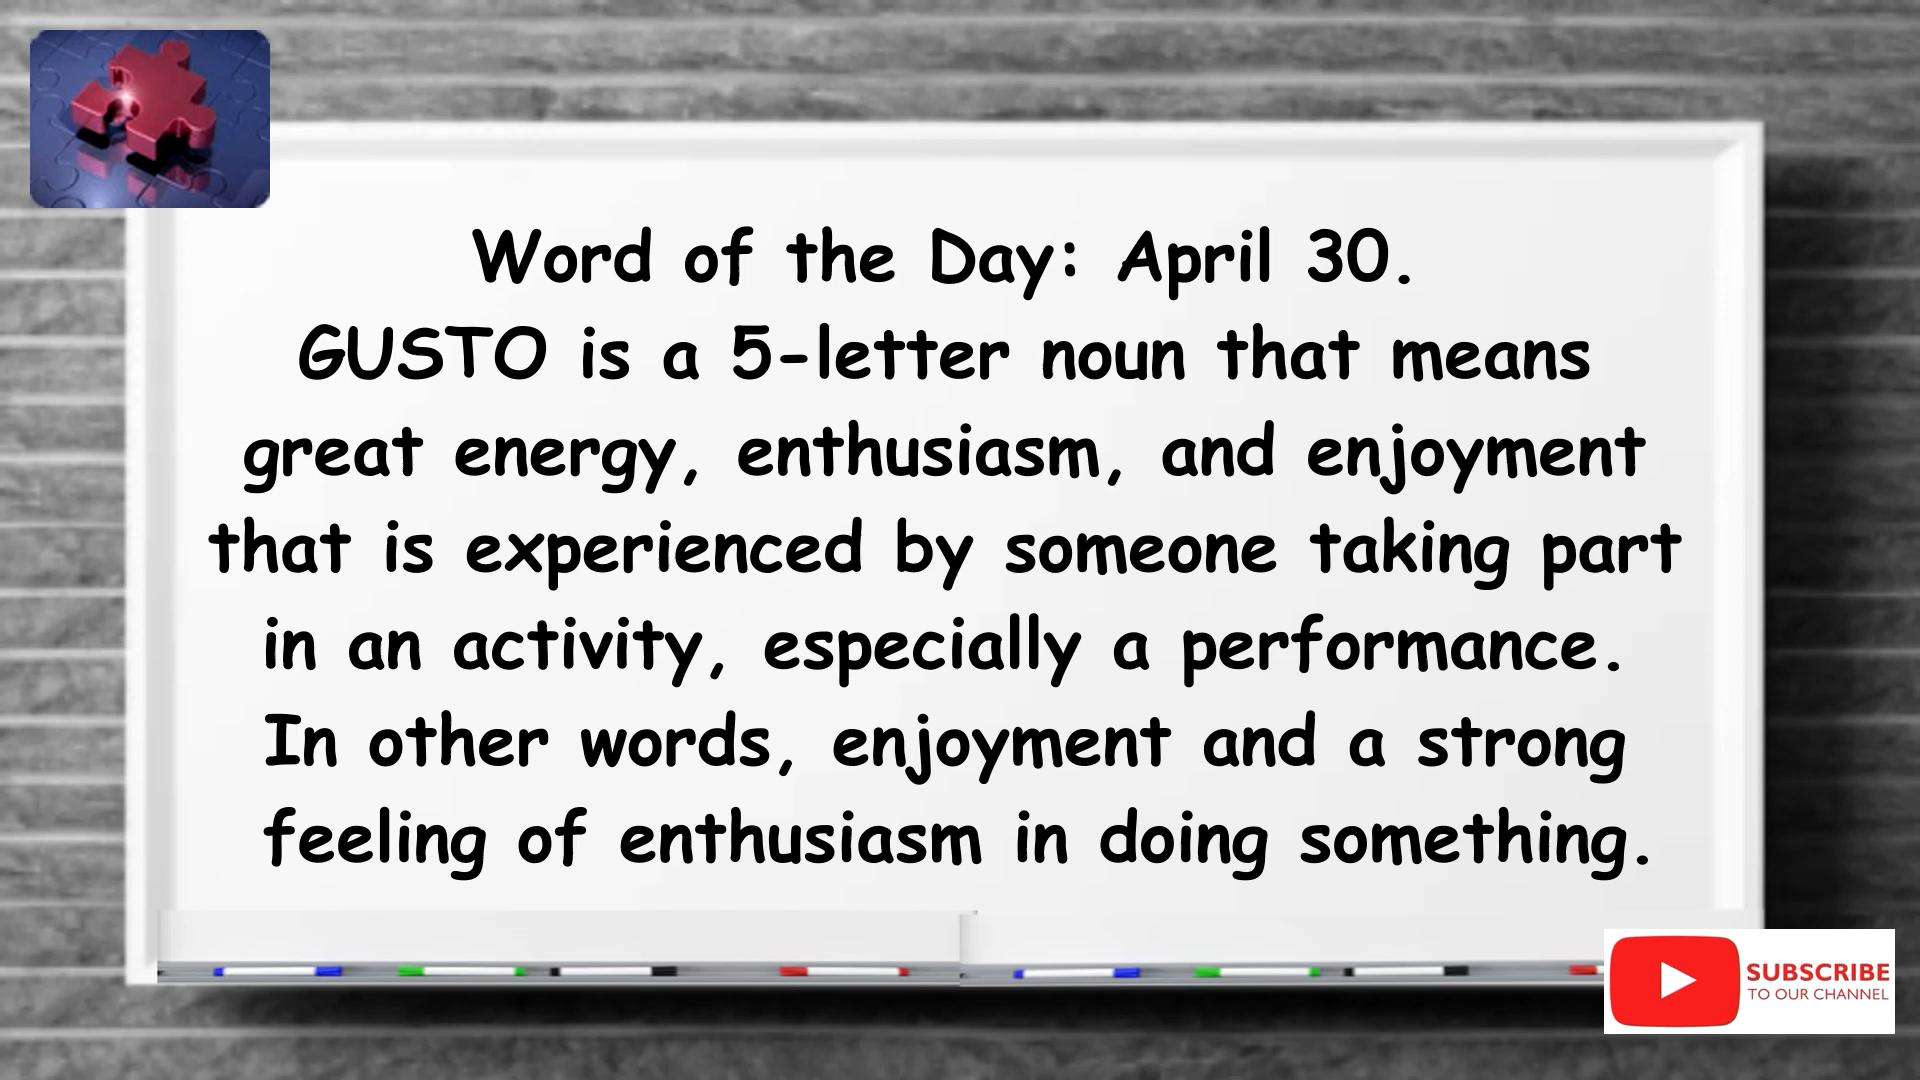 Word of the Day: April 30.
GUSTO is a 5-letter noun that means
great energy, enthusiasm, and enjoyment
that is experienced by someone taking part
in an activity, especially a performance.
In other words, enjoyment and a strong
feeling of enthusiasm in doing something.
SUBSCRIBE
TO OUR CHANNEL